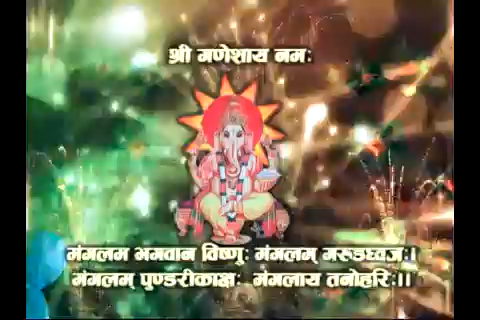 श्री गणेशाय नमः
मंगलम भगवान विष्णुः मंगलम् गरुडध्वजः।
मंगलम् पुण्डरीकाक्षः मंगलाय तनोहरिः।।